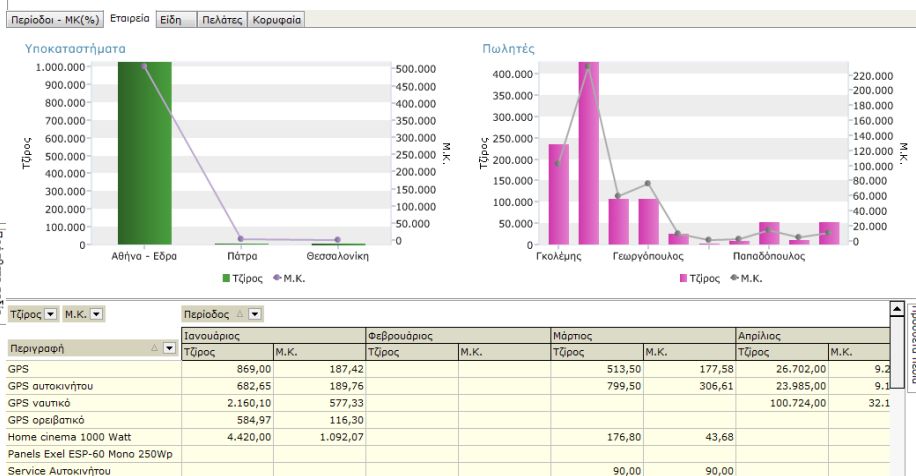 Περίοδοι - ΜΚ(%) Εταιρεία Είδη Πελάτες Κορυφαία
Υποκαταστήματα
1.000.000
900.000
800.000
700.000
600.000
500.000
400.000
300.000
200.000
100.000
0
Τζίρος
500.000
450.000
400.000
350.000
300.000
250.000
200.000
150.000
100.000
50.000
0
Μ.Κ.
Αθήνα - Εδρα Πάτρα Θεσσαλονίκη
Τζίρος Μ.Κ.
Πωλητές
400.000
350.000
300.000
250.000
200.000
150.000
100.000
50.000
0
Τζίρος
220.000
200.000
180.000
160.000
140.000
120.000
100.000
80.000
60.000
40.000
20.000
0
Μ.Κ.
Γκολέμης Γεωργόπουλος Παπαδόπουλος
Τζίρος Μ.Κ.
Τζίρος Μ.Κ. Περίοδος
Ιανουάριος Φεβρουάριος Μάρτιος Απρίλιος
Περιγραφή Τζίρος Μ.Κ. Τζίρος Μ.Κ. Τζίρος Μ.Κ. Τζίρος Μ.Κ.
GPS 869,00 187,42 513,50 177,58 26.702,00 9.2
GPS αυτοκινήτου 682,65 189,76 799,50 306,61 23.985,00 9.1
GPS ναυτικό 2.160,10 577,33 100.724,00 32.1
GPS ορειβατικό 584,97 116,30
Home cinema 1000 Watt 4.420,00 1.092,07 176,80 43,68
Panels Exel ESP-60 Mono 250Wp
Service Αυτοκινήτου 90,00 90,00